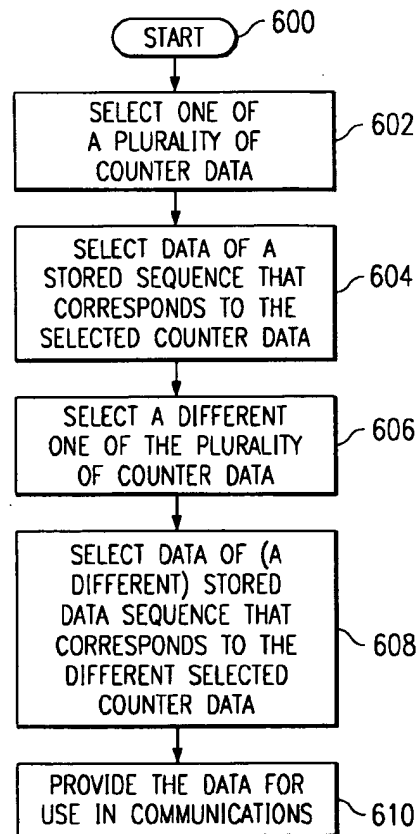 START
600
SELECT ONE OF
A PLURALITY OF
COUNTER DATA
602
SELECT DATA OF A
STORED SEQUENCE THAT
CORRESPONDS TO THE
SELECTED COUNTER DATA
604
SELECT A DIFFERENT
ONE OF THE PLURALITY
OF COUNTER DATA
606
SELECT DATA OF (A
DIFFERENT) STORED
DATA SEQUENCE THAT
CORRESPONDS TO THE
DIFFERENT SELECTED
COUNTER DATA
608
PROVIDE THE DATA FOR
USE IN COMMUNICATIONS
610